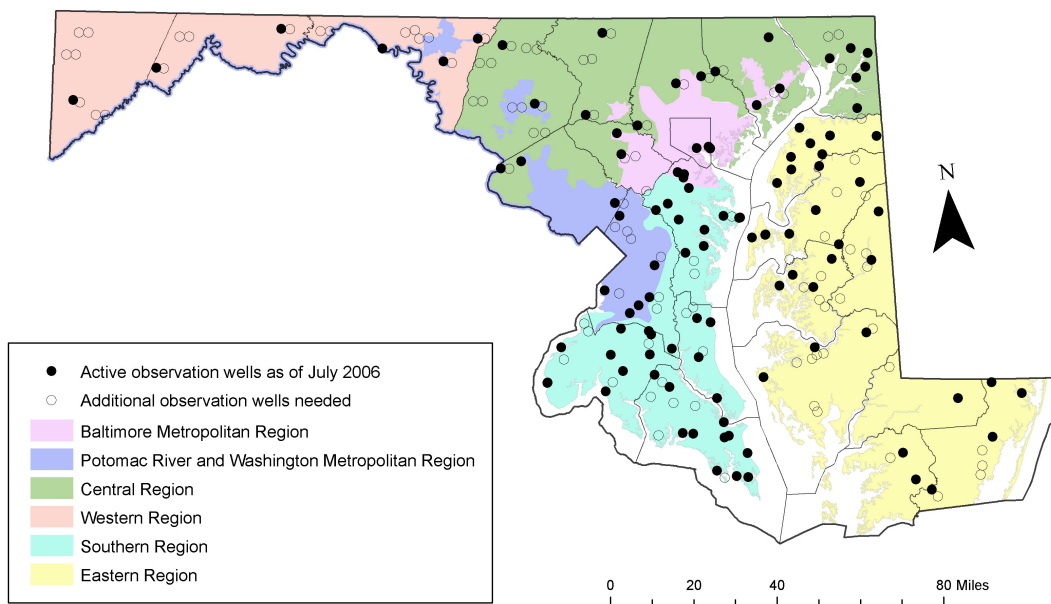 N
Active observation wells as of July 2006
Additional observation wells needed
Baltimore Metropolitan Region
Potomac River and Washington Metropolitan Region
Central Region
Western Region
Southern Region
Eastern Region
0 20 40 80 Miles